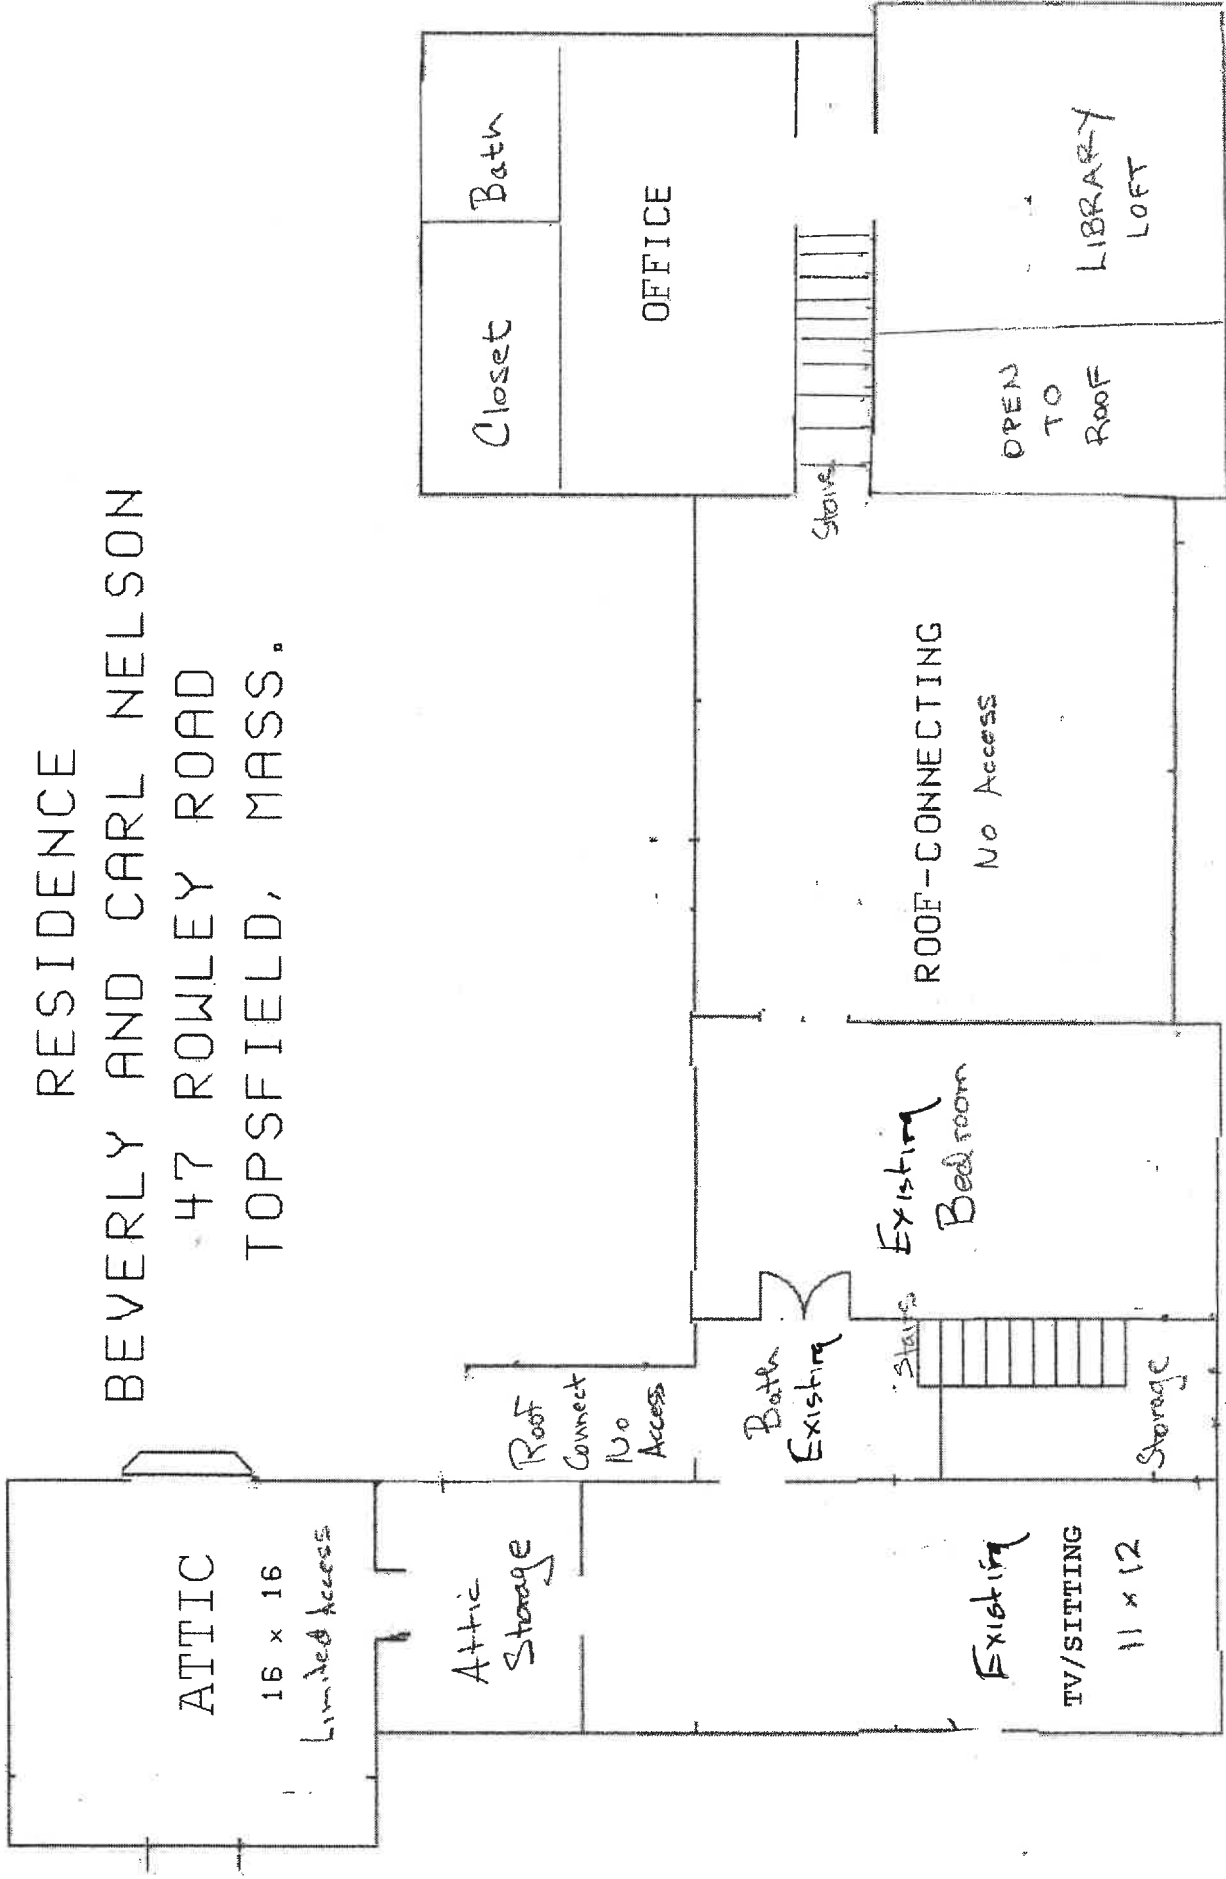 RESIDENCE
BEVERLY AND CARL NELSON
47 ROWLEY ROAD
TOPSFIELD, MASS.
ATTIC
16 x 16
Limited Access
Attic
Storage
Roof
Connect
No
Access
Bath
Existing
Stairs
Storage
Existing
TV/SITTING
11 x 12
Existing
Bedroom
ROOF-CONNECTING
No Access
Closet
Bath
OFFICE
Stairs
OPEN
TO
ROOF
LIBRARY
LOFT